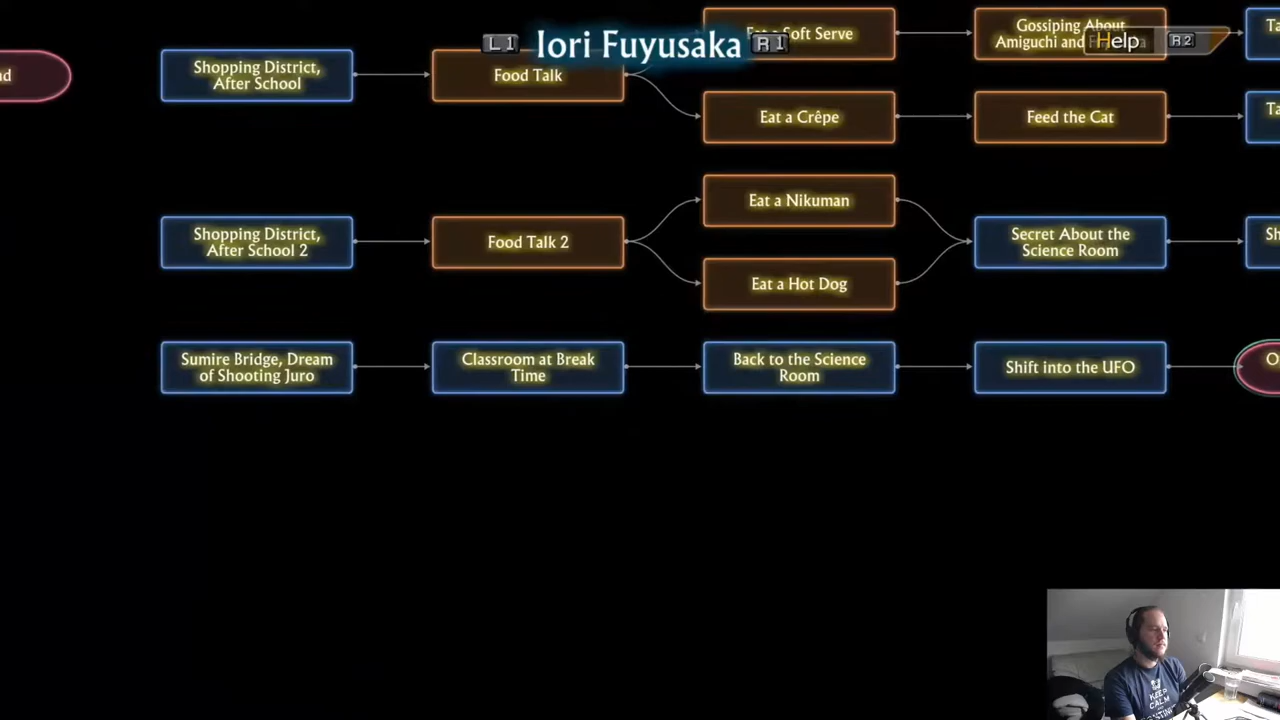 L1 Iori Fuyusaka R1
Help R2
Soft Serve
Gossiping About
Amiguchi and
Shopping District,
After School
Food Talk
Eat a Crêpe
Feed the Cat
Eat a Nikuman
Shopping District,
After School 2
Food Talk 2
Secret About the
Science Room
Eat a Hot Dog
Sumire Bridge, Dream
of Shooting Juro
Classroom at Break
Time
Back to the Science
Room
Shift into the UFO
KEEP
CALM